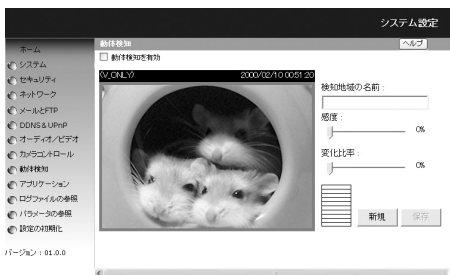 システム設定
ホーム
システム
セキュリティ
ネットワーク
メールとFTP
DDNS & UPnP
オーディオ/ビデオ
カメラコントロール
動体検知
アプリケーション
ログファイルの参照
パラメータの参照
設定の初期化
バージョン：01.0.0
動体検知
ヘルプ
動体検知を有効
(V_ONLY)
2000/02/10 00:51:20
検知地域の名前 :
感度 :
0%
変化比率 :
0%
新規
保存